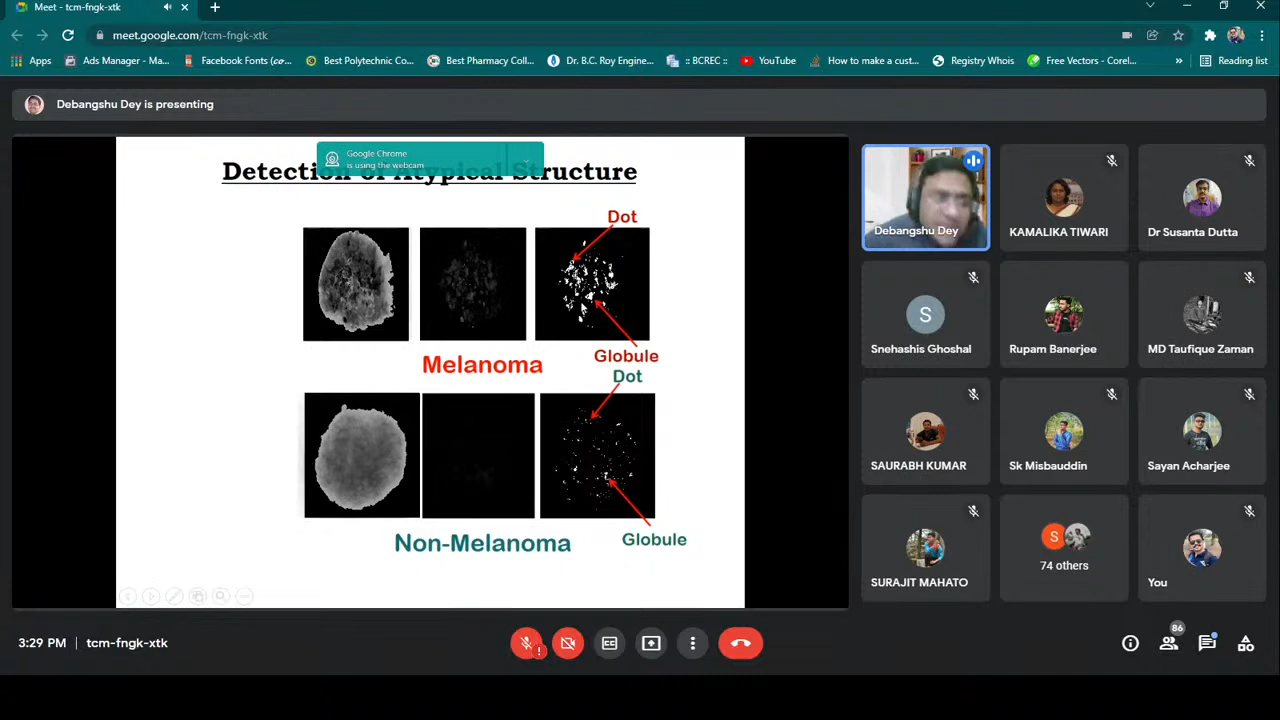 Meet - tcm-fngk-xtk
meet.google.com/tcm-fngk-xtk
Apps Ads Manager - Ma... Facebook Fonts (𝓬𝓸... Best Polytechnic Co... Best Pharmacy Coll... Dr. B.C. Roy Engine... :: BCREC :: YouTube How to make a cust... Registry Whois Free Vectors - Corel... » Reading list
Debangshu Dey is presenting
Google Chrome
is using the webcam
Detection of Atypical Structure
Dot
Globule
Melanoma
Dot
Globule
Non-Melanoma
Debangshu Dey
KAMALIKA TIWARI
Dr Susanta Dutta
S
Snehashis Ghoshal
Rupam Banerjee
MD Taufique Zaman
SAURABH KUMAR
Sk Misbauddin
Sayan Acharjee
SURAJIT MAHATO
S
74 others
You
3:29 PM | tcm-fngk-xtk
CC
86